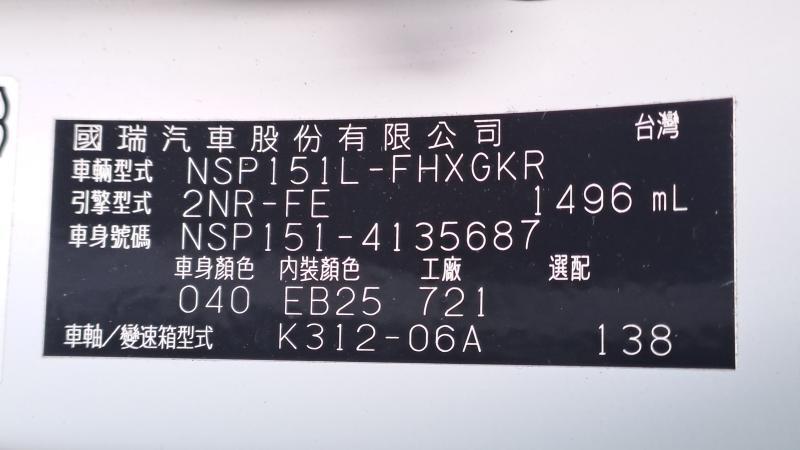 國瑞汽車股份有限公司 台灣
車輛型式 NSP151L-FHXGKR
引擎型式 2NR-FE 1496 mL
車身號碼 NSP151-4135687
車身顏色 內裝顏色 工廠 選配
040 EB25 721
車軸/變速箱型式 K312-06A 138